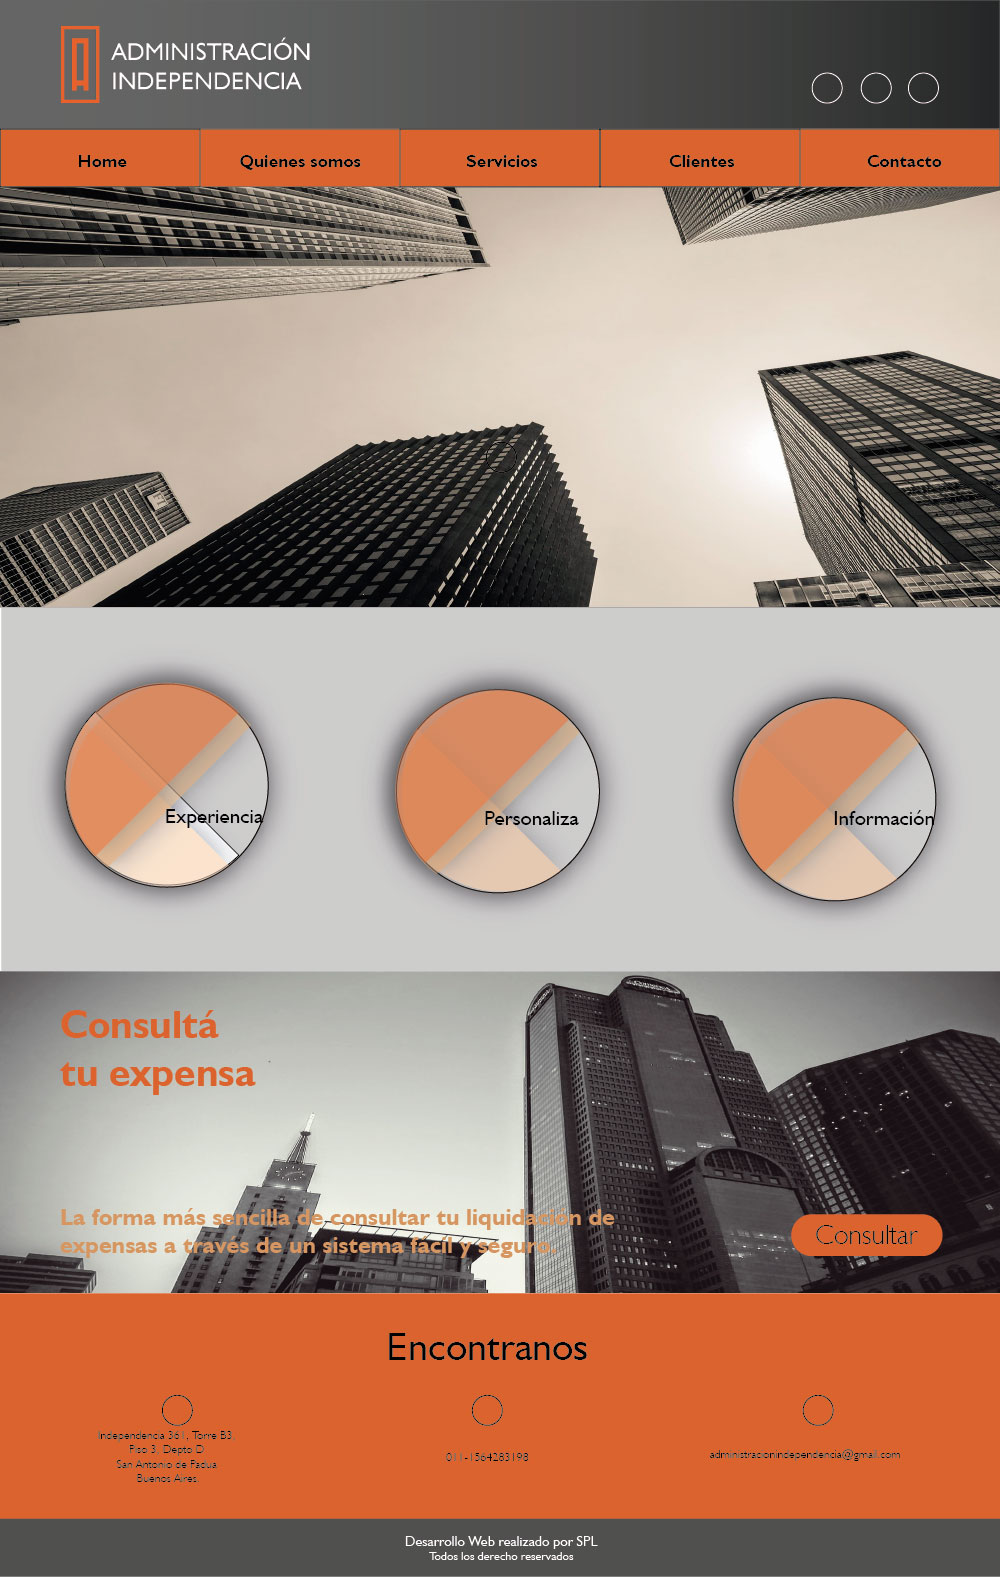 ADMINISTRACIÓN
INDEPENDENCIA
Home Quienes somos Servicios Clientes Contacto
Experiencia Personaliza Información
Consultá
tu expensa
La forma más sencilla de consultar tu liquidación de
expensas a través de un sistema facíl y seguro.
Consultar
Encontranos
Independencia 361, Torre B3.
Piso 3, Depto D
San Antonio de Padua
Buenos Aires.
011-1564283198
administracionindependencia@gmail.com
Desarrollo Web realizado por SPL
Todos los derecho reservados